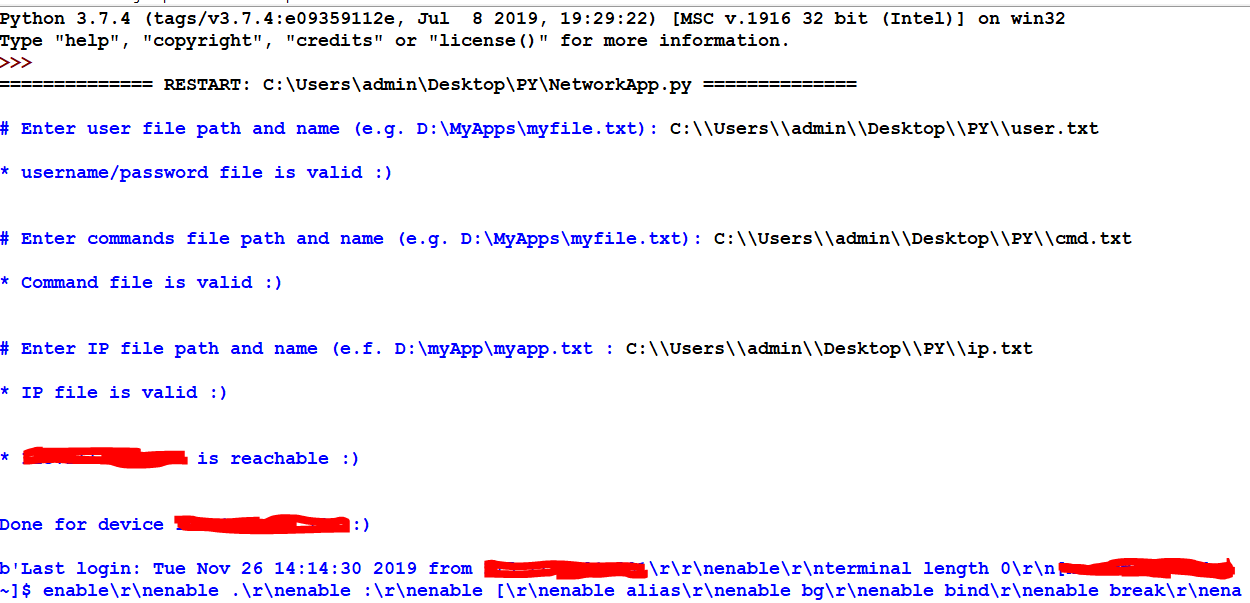 Python 3.7.4 (tags/v3.7.4:e09359112e, Jul  8 2019, 19:29:22) [MSC v.1916 32 bit (Intel)] on win32
Type "help", "copyright", "credits" or "license()" for more information.
>>>
============== RESTART: C:\Users\admin\Desktop\PY\NetworkApp.py ==============
# Enter user file path and name (e.g. D:\MyApps\myfile.txt): C:\\Users\\admin\\Desktop\\PY\\user.txt
* username/password file is valid :)
# Enter commands file path and name (e.g. D:\MyApps\myfile.txt): C:\\Users\\admin\\Desktop\\PY\\cmd.txt
* Command file is valid :)
# Enter IP file path and name (e.f. D:\myApp\myapp.txt : C:\\Users\\admin\\Desktop\\PY\\ip.txt
* IP file is valid :)
* is reachable :)
Done for device :)
b'Last login: Tue Nov 26 14:14:30 2019 from \r\r\nenable\r\nterminal length 0\r\n[
~]$ enable\r\nenable .\r\nenable :\r\nenable [\r\nenable alias\r\nenable bg\r\nenable bind\r\nenable break\r\nena